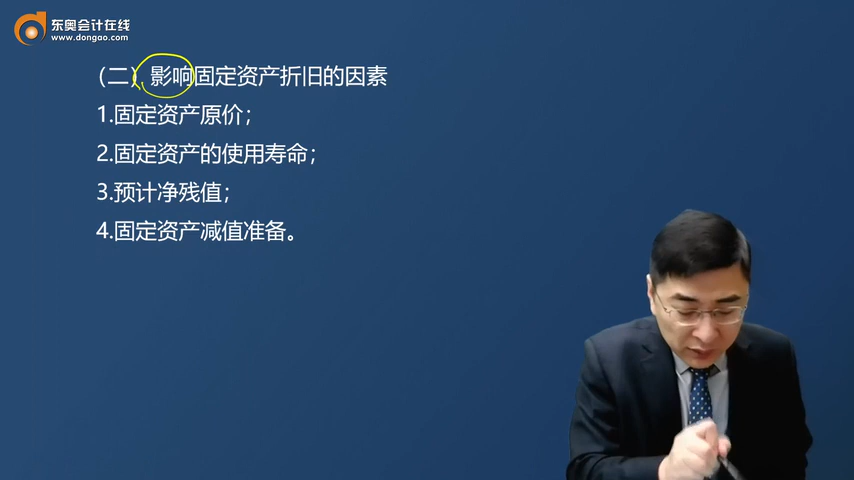 东奥会计在线
www.dongao.com
（二）影响固定资产折旧的因素
1.固定资产原价；
2.固定资产的使用寿命；
3.预计净残值；
4.固定资产减值准备。